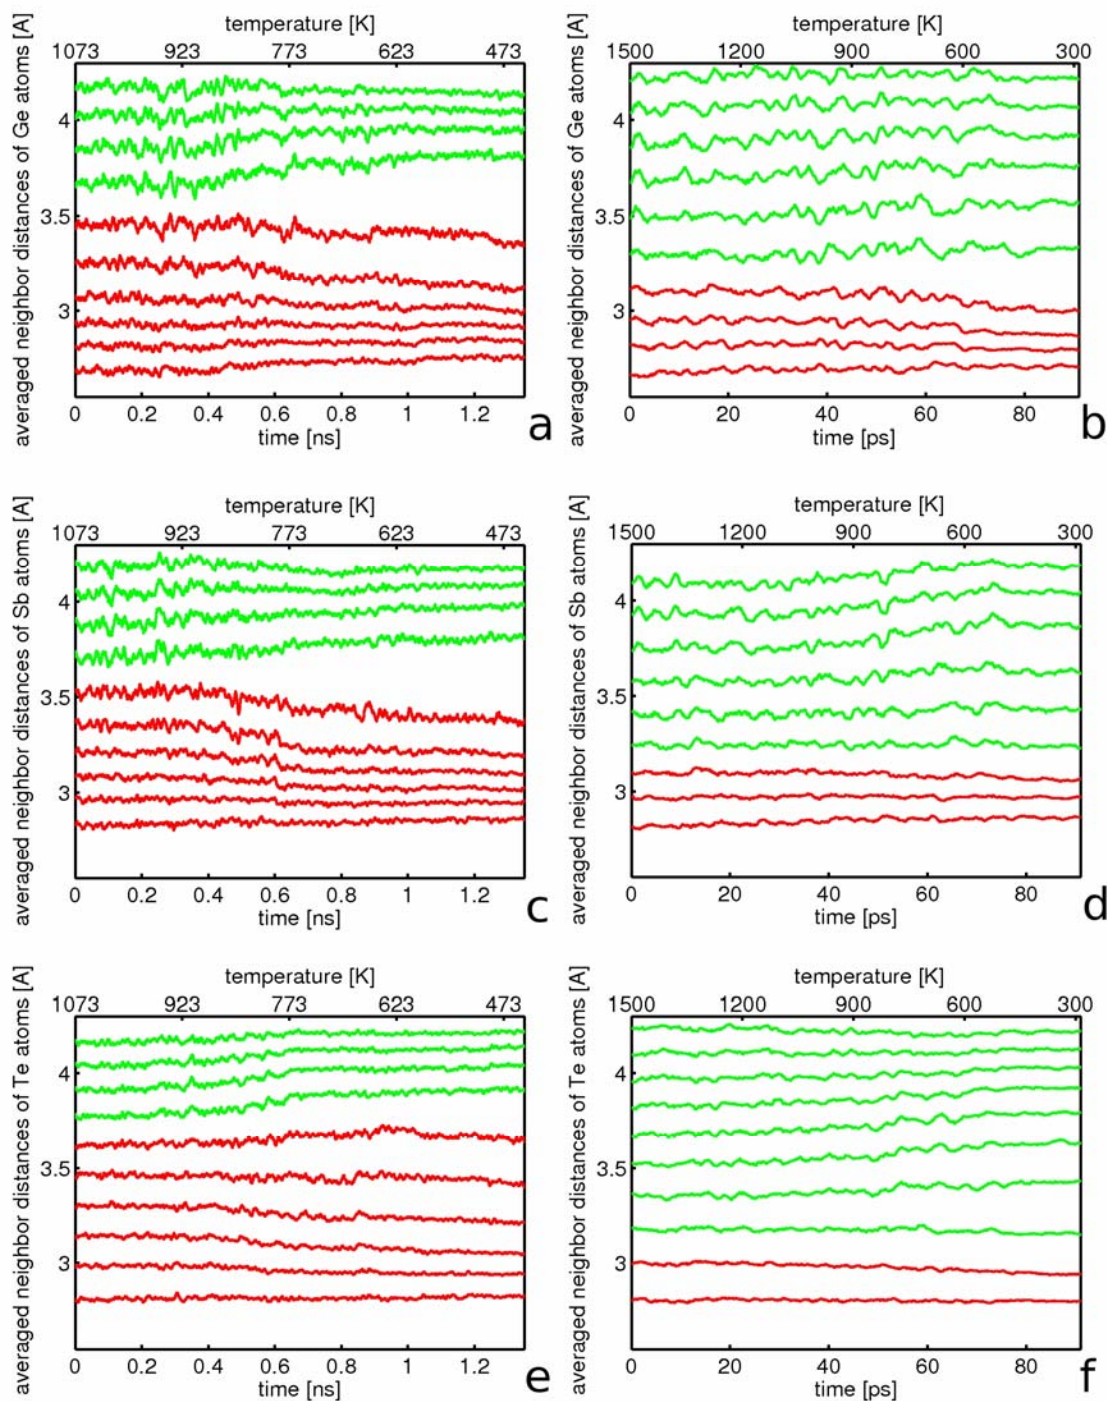 temperature [K]
1073 923 773 623 473
averaged neighbor distances of Ge atoms [A]
4
3.5
3
0 0.2 0.4 0.6 0.8 1 1.2
time [ns]
a
temperature [K]
1500 1200 900 600 300
averaged neighbor distances of Ge atoms [A]
4
3.5
3
0 20 40 60 80
time [ps]
b
temperature [K]
1073 923 773 623 473
averaged neighbor distances of Sb atoms [A]
4
3.5
3
0 0.2 0.4 0.6 0.8 1 1.2
time [ns]
c
temperature [K]
1500 1200 900 600 300
averaged neighbor distances of Sb atoms [A]
4
3.5
3
0 20 40 60 80
time [ps]
d
temperature [K]
1073 923 773 623 473
averaged neighbor distances of Te atoms [A]
4
3.5
3
0 0.2 0.4 0.6 0.8 1 1.2
time [ns]
e
temperature [K]
1500 1200 900 600 300
averaged neighbor distances of Te atoms [A]
4
3.5
3
0 20 40 60 80
time [ps]
f